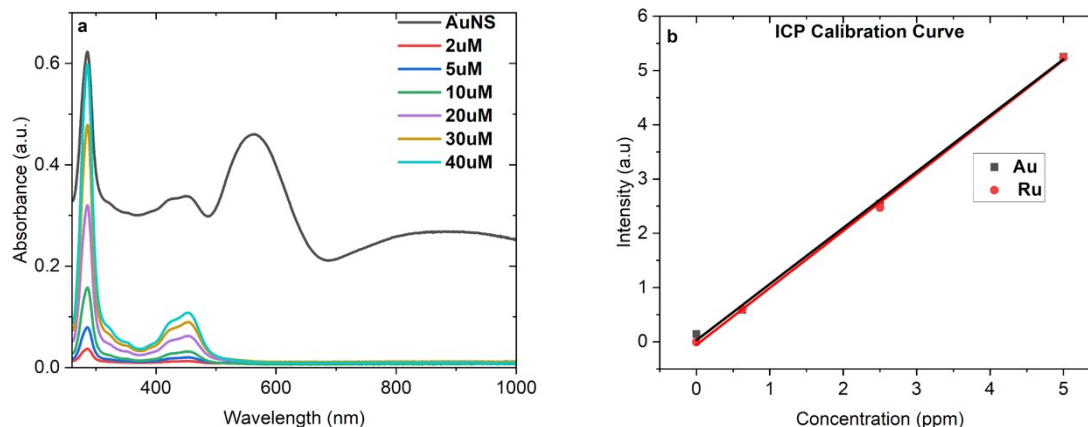 a
AuNS
2uM
5uM
10uM
20uM
30uM
40uM
0.6
0.4
0.2
0.0
Absorbance (a.u.)
400
600
800
1000
Wavelength (nm)
b
ICP Calibration Curve
6
5
4
3
2
1
0
Intensity (a.u)
Au
Ru
0
1
2
3
4
5
Concentration (ppm)